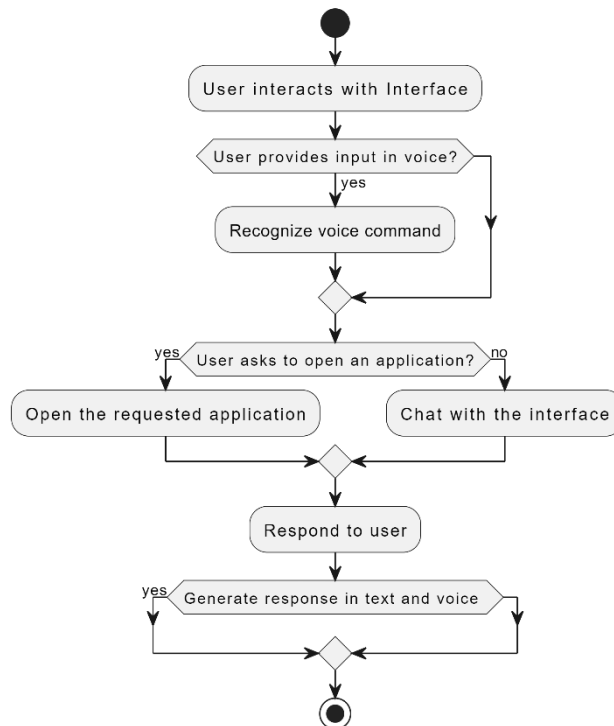 User interacts with Interface
User provides input in voice?
yes
Recognize voice command
yes
User asks to open an application?
no
Open the requested application
Chat with the interface
Respond to user
yes
Generate response in text and voice